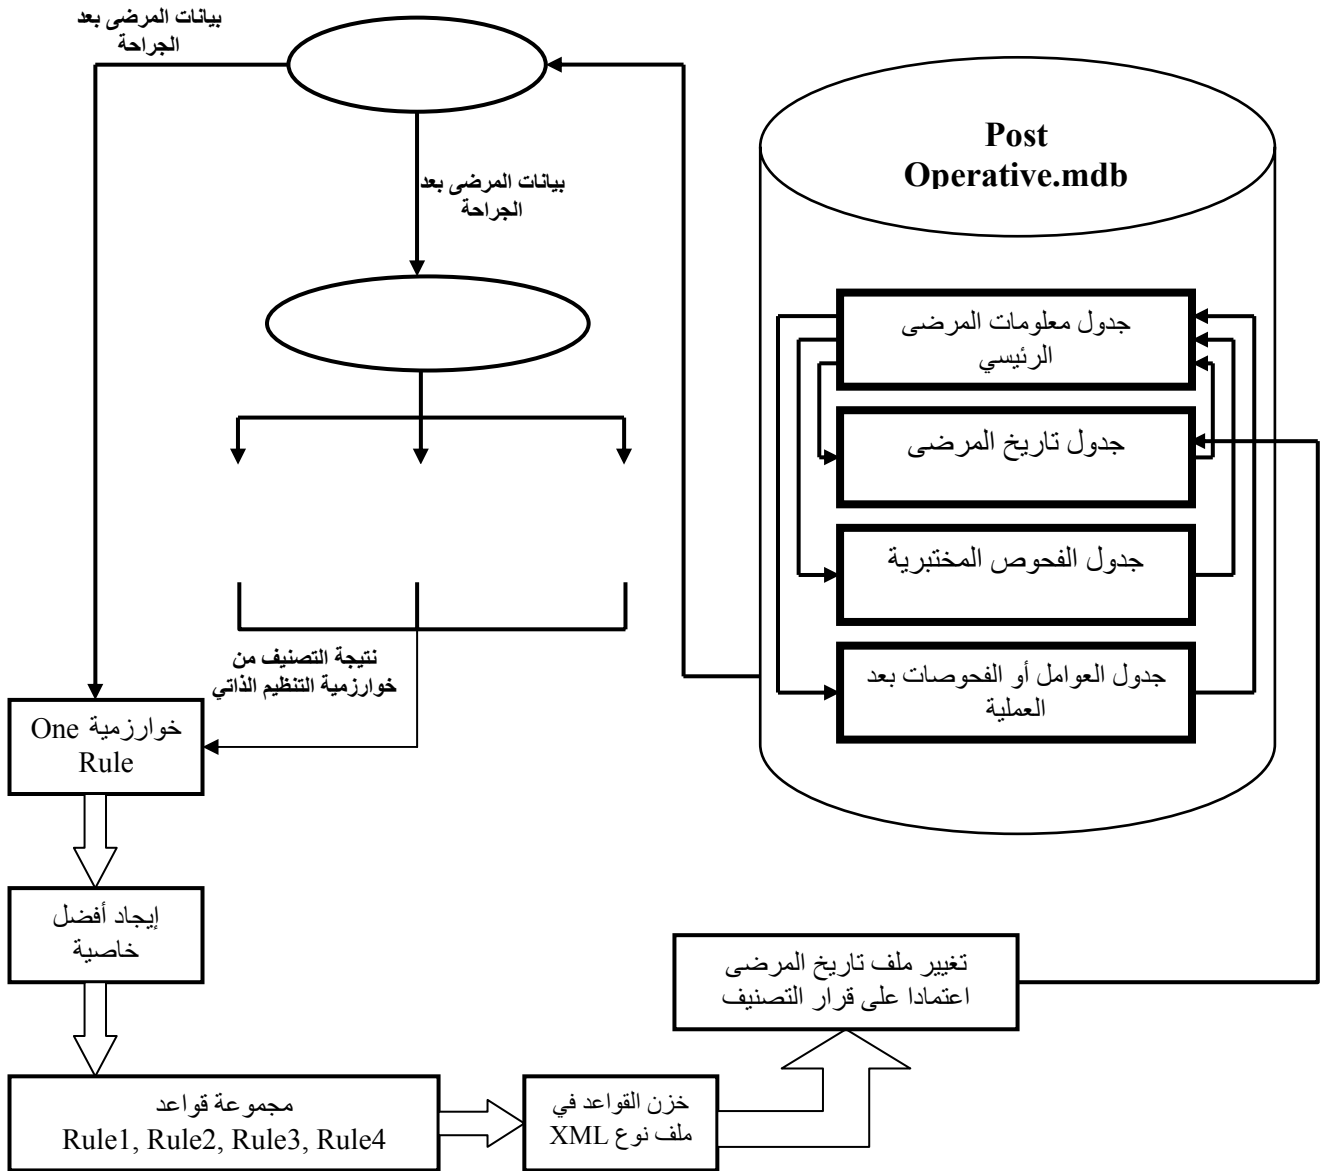 بيانات المرضى بعد
الجراحة
Post
Operative.mdb
بيانات المرضى بعد
الجراحة
جدول معلومات المرضى
الرئيسي
جدول تاريخ المرضى
جدول الفحوص المختبرية
جدول العوامل أو الفحوصات بعد
العملية
نتيجة التصنيف من
خوارزمية التنظيم الذاتي
خوارزمية One
Rule
إيجاد أفضل
خاصية
تغيير ملف تاريخ المرضى
اعتمادا على قرار التصنيف
مجموعة قواعد
Rule1, Rule2, Rule3, Rule4
خزن القواعد في
ملف نوع XML